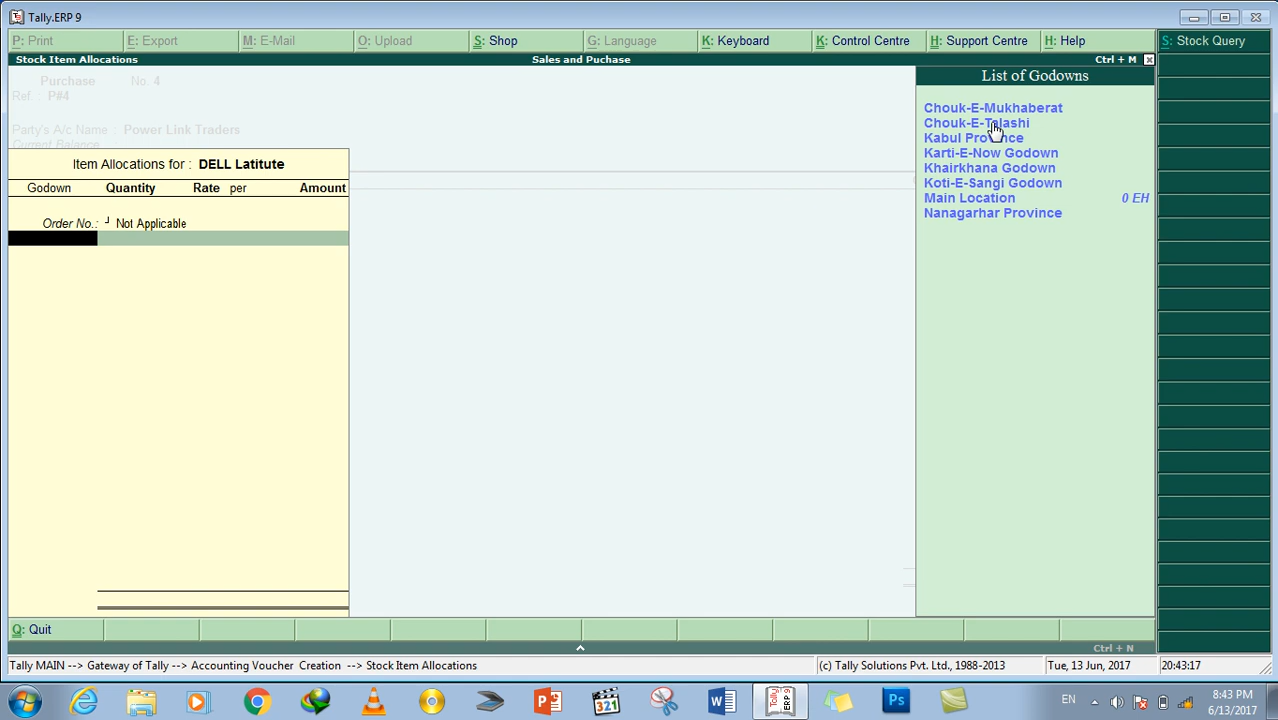 Tally.ERP 9
P: Print E: Export M: E-Mail O: Upload S: Shop G: Language K: Keyboard K: Control Centre H: Support Centre H: Help S: Stock Query
Stock Item Allocations Sales and Puchase Ctrl + M
Purchase No. 4
Ref. : P#4
Party's A/c Name : Power Link Traders
Current Balance
Item Allocations for : DELL Latitute
Godown Quantity Rate per Amount
Order No.: ┘ Not Applicable
List of Godowns
Chouk-E-Mukhaberat
Chouk-E-Talashi
Kabul Province
Karti-E-Now Godown
Khairkhana Godown
Koti-E-Sangi Godown
Main Location 0 EH
Nanagarhar Province
Q: Quit
Ctrl + N
Tally MAIN --> Gateway of Tally --> Accounting Voucher Creation --> Stock Item Allocations (c) Tally Solutions Pvt. Ltd., 1988-2013 Tue, 13 Jun, 2017 20:43:17
321
Tally
ERP 9
Ps
EN
8:43 PM
6/13/2017